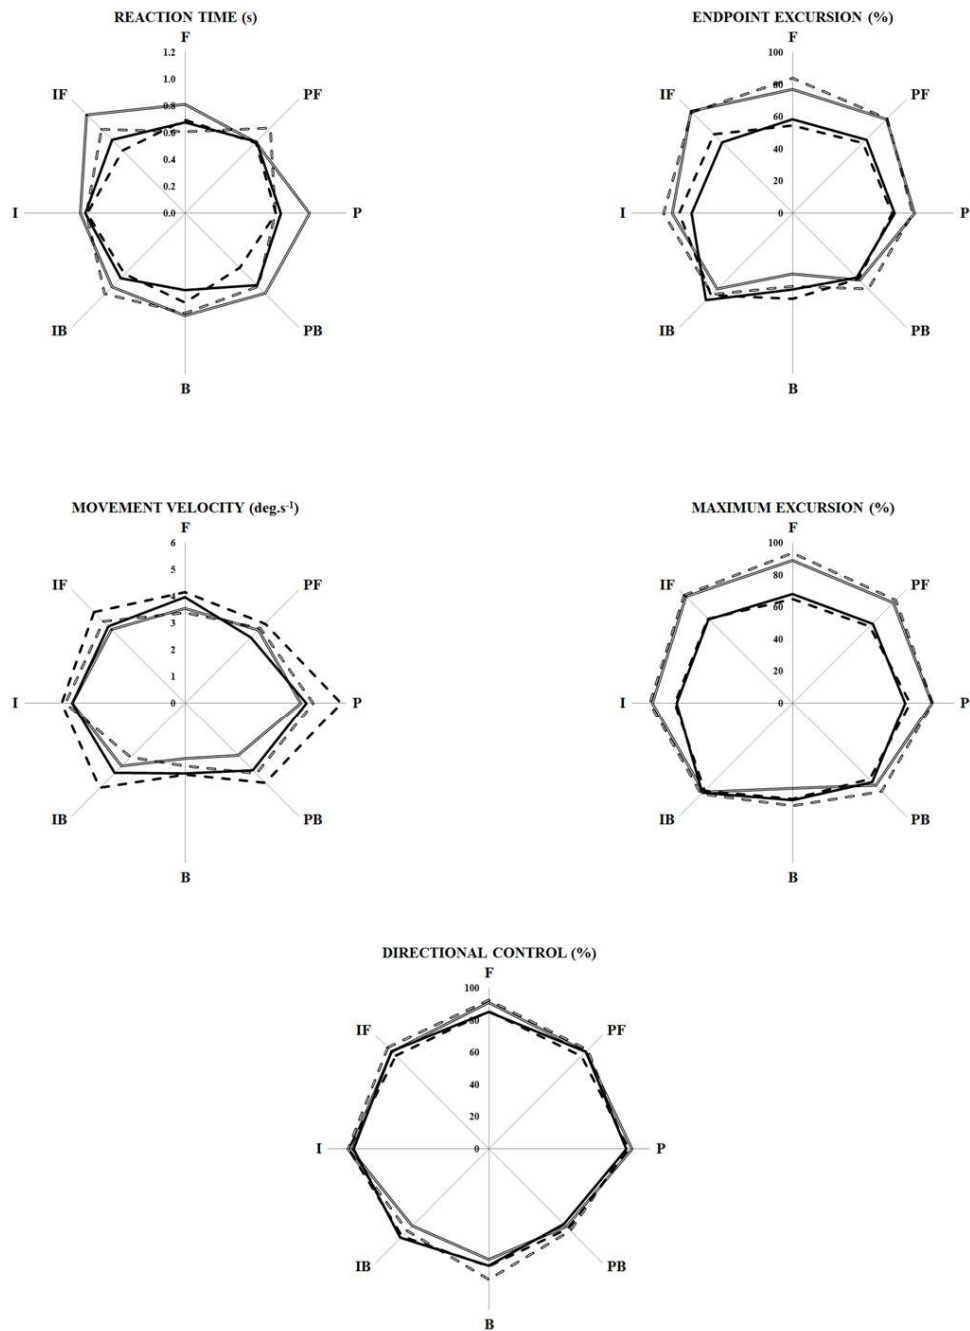 REACTION TIME (s)
F
1.2
1.0
0.8
0.6
0.4
0.2
0.0
IF
PF
I
P
IB
PB
B
ENDPOINT EXCURSION (%)
F
100
80
60
40
20
0
IF
PF
I
P
IB
PB
B
MOVEMENT VELOCITY (deg.s-1)
F
6
5
4
3
2
1
0
IF
PF
I
P
IB
PB
B
MAXIMUM EXCURSION (%)
F
100
80
60
40
20
0
IF
PF
I
P
IB
PB
B
DIRECTIONAL CONTROL (%)
F
100
80
60
40
20
0
IF
PF
I
P
IB
PB
B